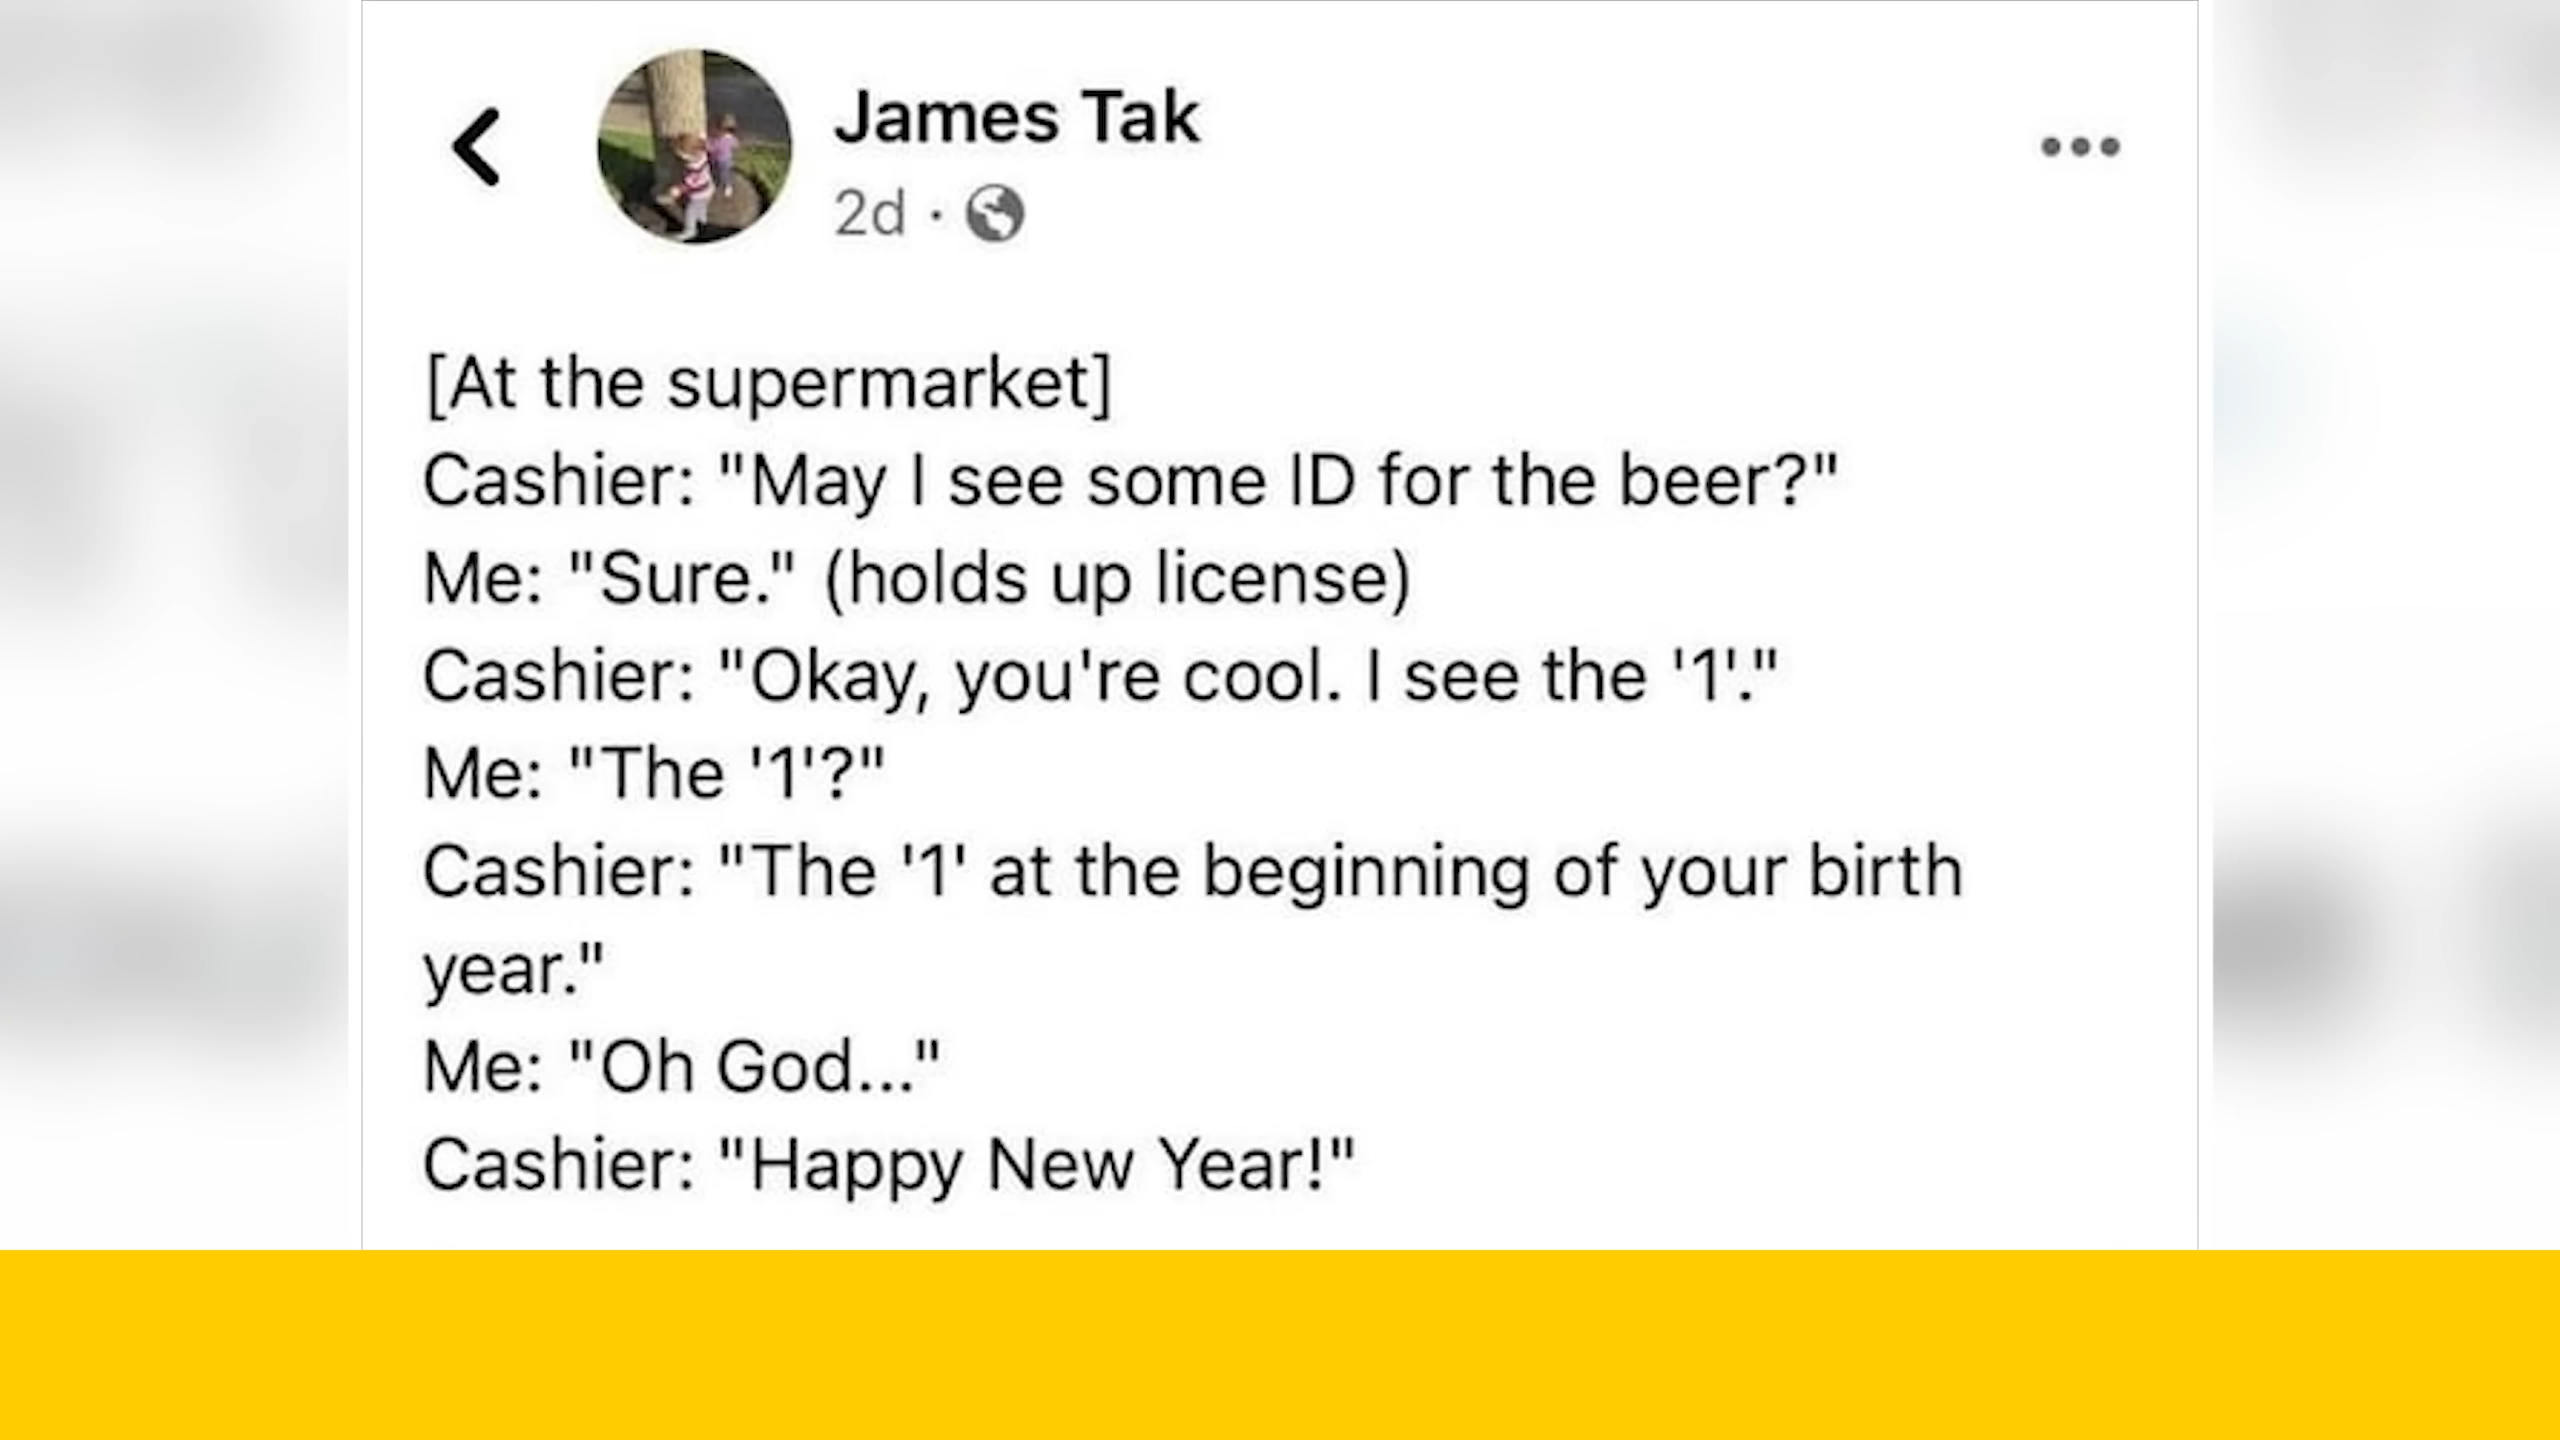 James Tak
2d ·
[At the supermarket]
Cashier: "May I see some ID for the beer?"
Me: "Sure." (holds up license)
Cashier: "Okay, you're cool. I see the '1'."
Me: "The '1'?"
Cashier: "The '1' at the beginning of your birth
year."
Me: "Oh God..."
Cashier: "Happy New Year!"